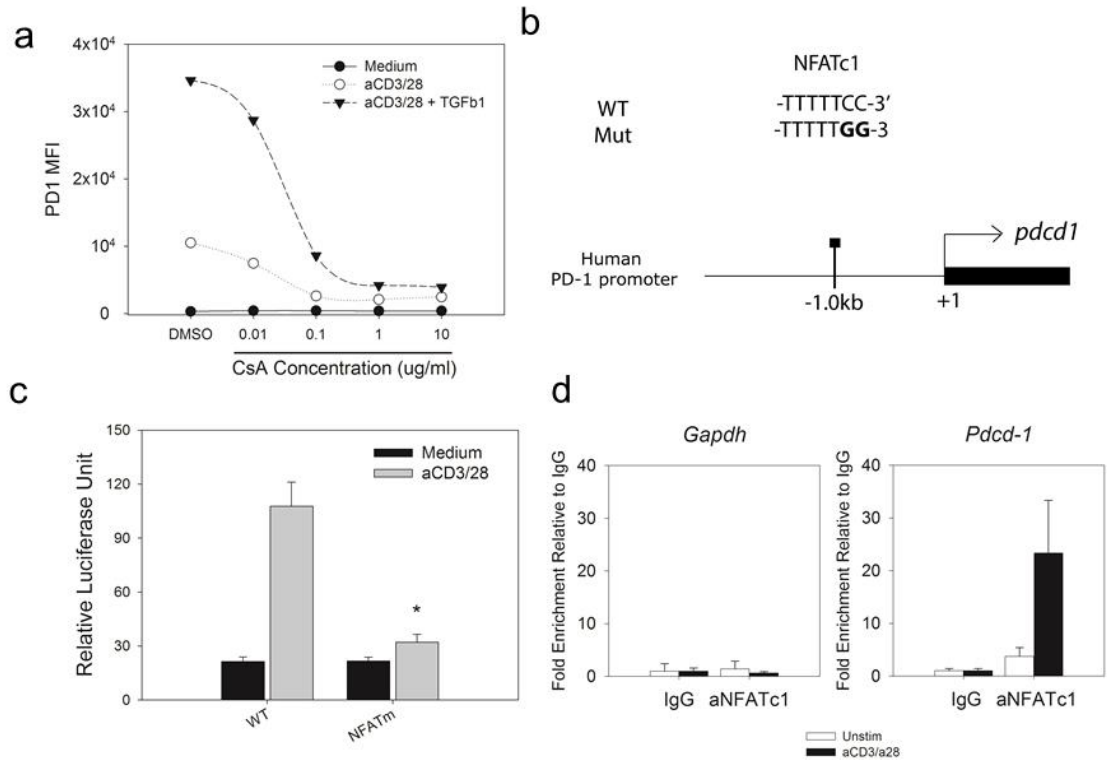 a
4x10⁴
3x10⁴
2x10⁴
10⁴
0
PD1 MFI
Medium
aCD3/28
aCD3/28 + TGFb1
DMSO 0.01 0.1 1 10
CsA Concentration (ug/ml)
b
NFATc1
WT -TTTTTCC-3'
Mut -TTTTTGG-3
Human
PD-1 promoter
pdcd1
-1.0kb +1
c
150
120
90
60
30
0
Relative Luciferase Unit
Medium
aCD3/28
*
WT NFATm
d
Gapdh
Fold Enrichment Relative to IgG
40
30
20
10
0
IgG aNFATc1
Pdcd-1
Fold Enrichment Relative to IgG
40
30
20
10
0
IgG aNFATc1
Unstim
aCD3/a28